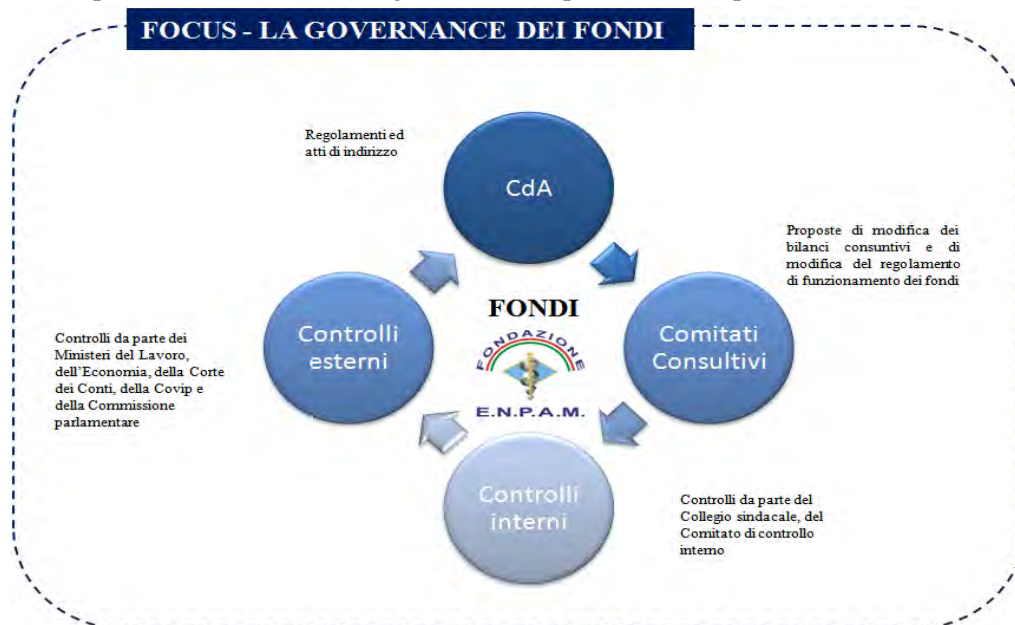 FOCUS - LA GOVERNANCE DEI FONDI
Regolamenti ed
atti di indirizzo
CdA
Proposte di modifica dei
bilanci consuntivi e di
modifica del regolamento
di funzionamento dei fondi
FONDI
FONDAZIONE
E.N.P.A.M.
Controlli
esterni
Comitati
Consultivi
Controlli da parte dei
Ministeri del Lavoro,
dell'Economia, della Corte
dei Conti, della Covip e
della Commissione
parlamentare
Controlli
interni
Controlli da parte del
Collegio sindacale, del
Comitato di controllo
interno